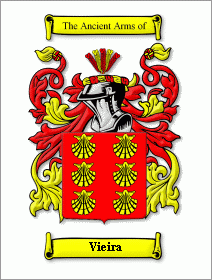 The Ancient Arms of
Vieira